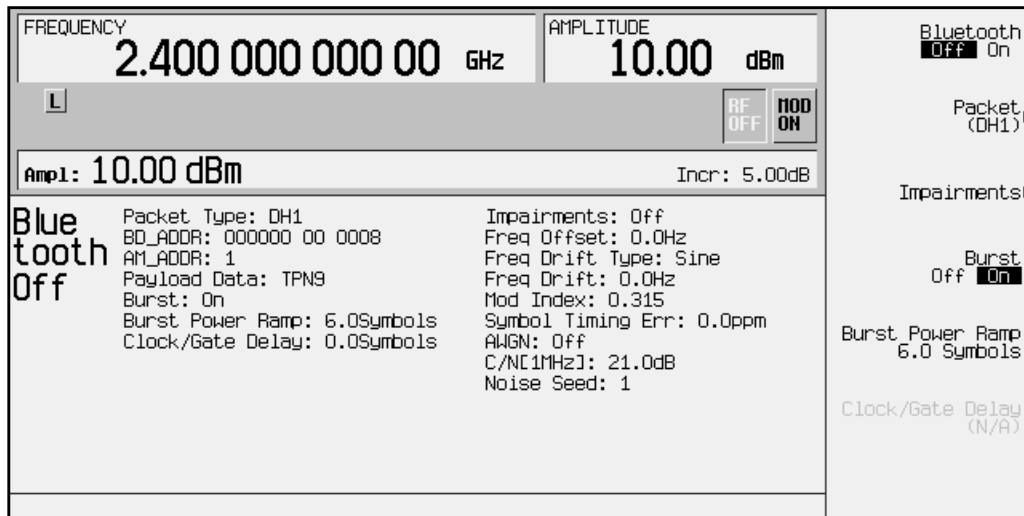 FREQUENCY
2.400 000 000 00 GHz
AMPLITUDE
10.00 dBm
L
RF OFF
MOD ON
Ampl: 10.00 dBm
Incr: 5.00dB
Blue
tooth
Off
Packet Type: DH1
BD_ADDR: 000000 00 0008
AM_ADDR: 1
Payload Data: TPN9
Burst: On
Burst Power Ramp: 6.0Symbols
Clock/Gate Delay: 0.0Symbols
Impairments: Off
Freq Offset: 0.0Hz
Freq Drift Type: Sine
Freq Drift: 0.0Hz
Mod Index: 0.315
Symbol Timing Err: 0.0ppm
AWGN: Off
C/N[1MHz]: 21.0dB
Noise Seed: 1
Bluetooth
Off On
Packet
(DH1)
Impairments
Burst
Off On
Burst Power Ramp
6.0 Symbols
Clock/Gate Delay
(N/A)